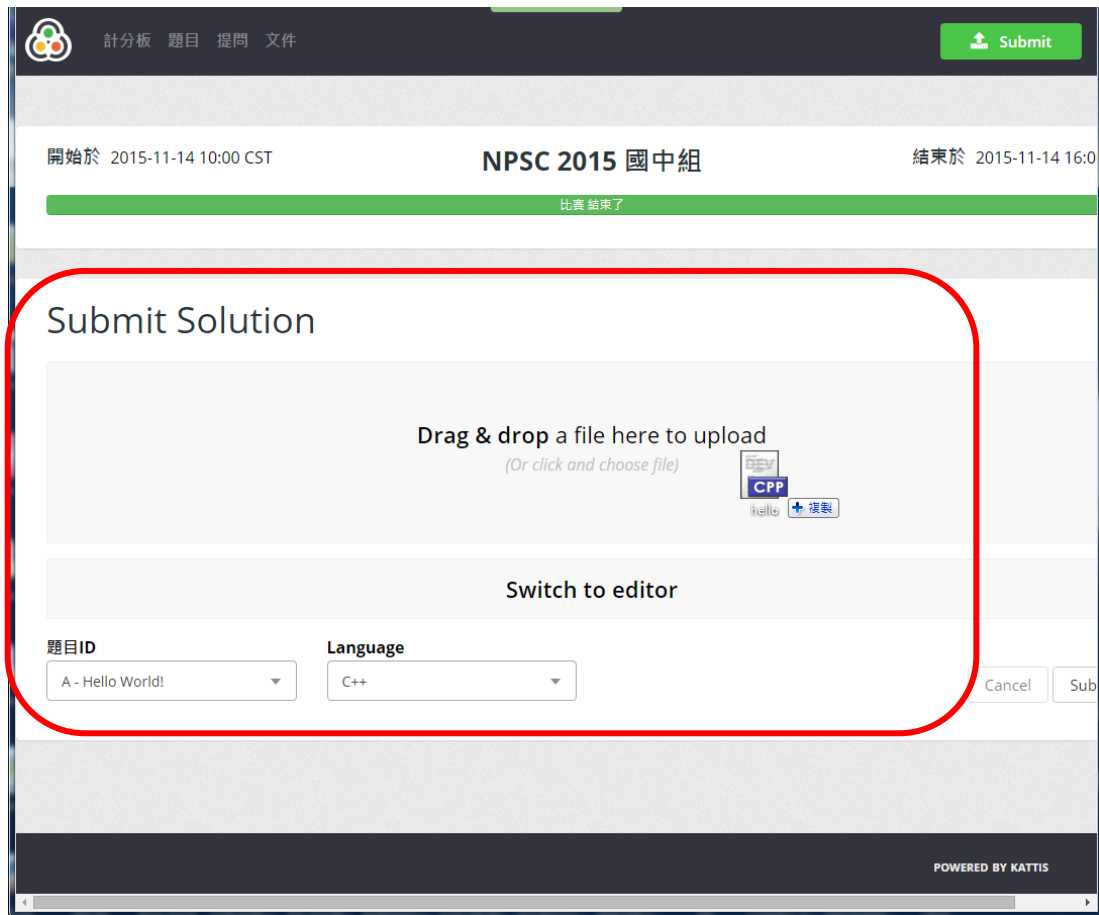 計分板 題目 提問 文件
Submit
開始於 2015-11-14 10:00 CST
NPSC 2015 國中組
結束於 2015-11-14 16:0
比賽 結束了
Submit Solution
Drag & drop a file here to upload
(Or click and choose file)
DEV
CPP
hello
複製
Switch to editor
題目ID
Language
A - Hello World!
C++
Cancel
Sub
POWERED BY KATTIS